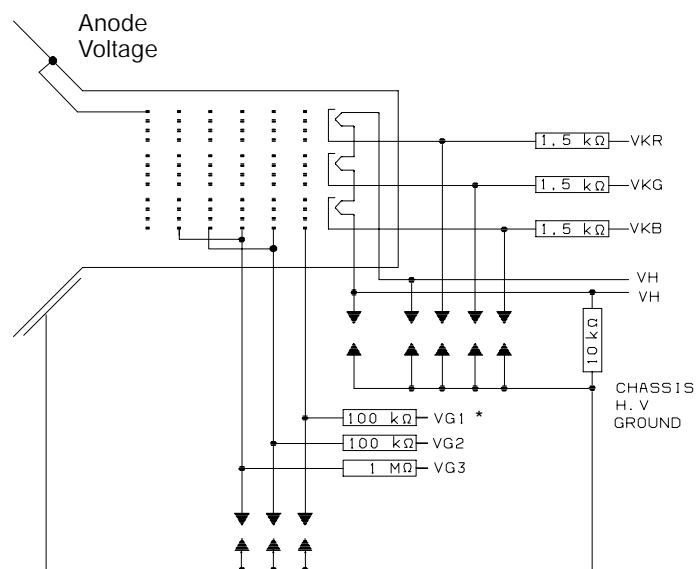 Anode
Voltage
1,5 kΩ VKR
1,5 kΩ VKG
1,5 kΩ VKB
VH
VH
10 kΩ
CHASSIS
H.V
GROUND
100 kΩ VG1 *
100 kΩ VG2
1 MΩ VG3